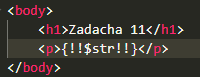 <body>
<h1>Zadacha 11</h1>
<p>{!!$str!!}</p>
</body>